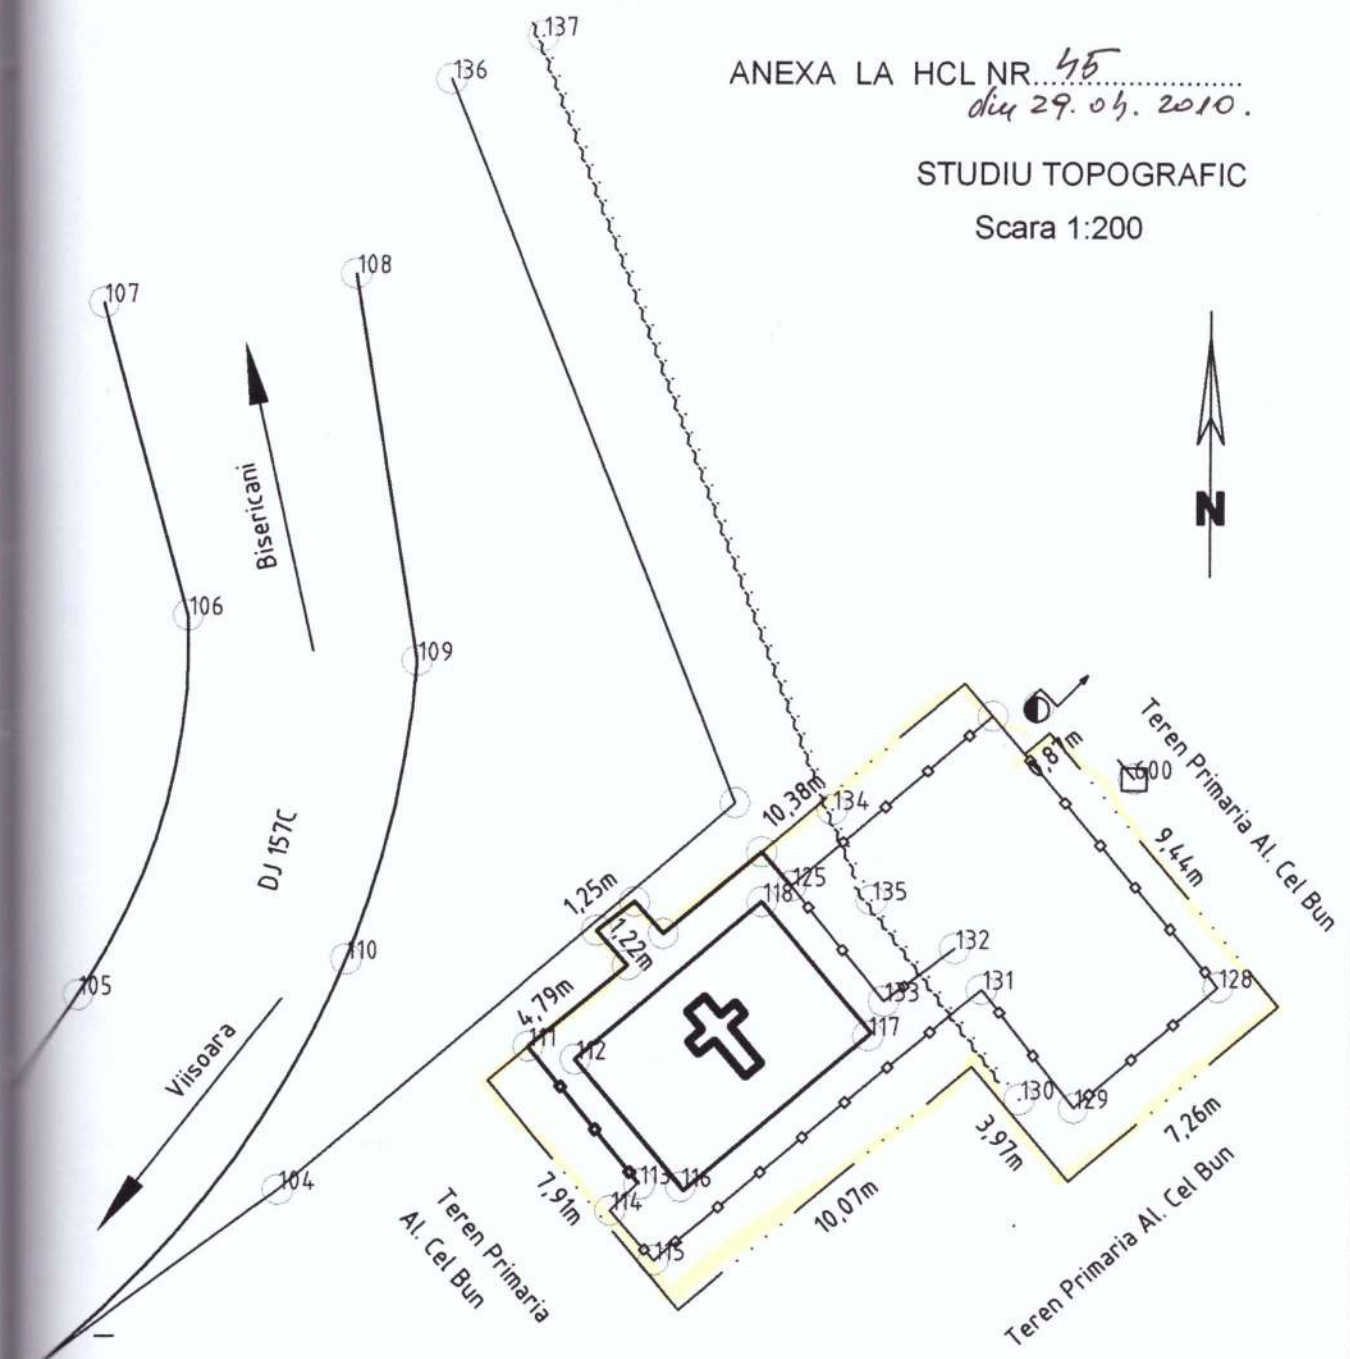 137
136
ANEXA LA HCL NR. 45
din 29.04.2010.
STUDIU TOPOGRAFIC
Scara 1:200
108
107
N
Bisericani
106
109
Teren Primaria Al. Cel Bun
0.87m
600
10,38m
134
9,44m
DJ 157C
125
118
135
1,25m
1,22m
132
110
131
128
105
4,79m
133
117
111
112
Viisoara
130
129
3,97m
7,26m
104
113
116
114
7,91m
10,07m
115
Teren Primaria
Al. Cel Bun
Teren Primaria Al. Cel Bun